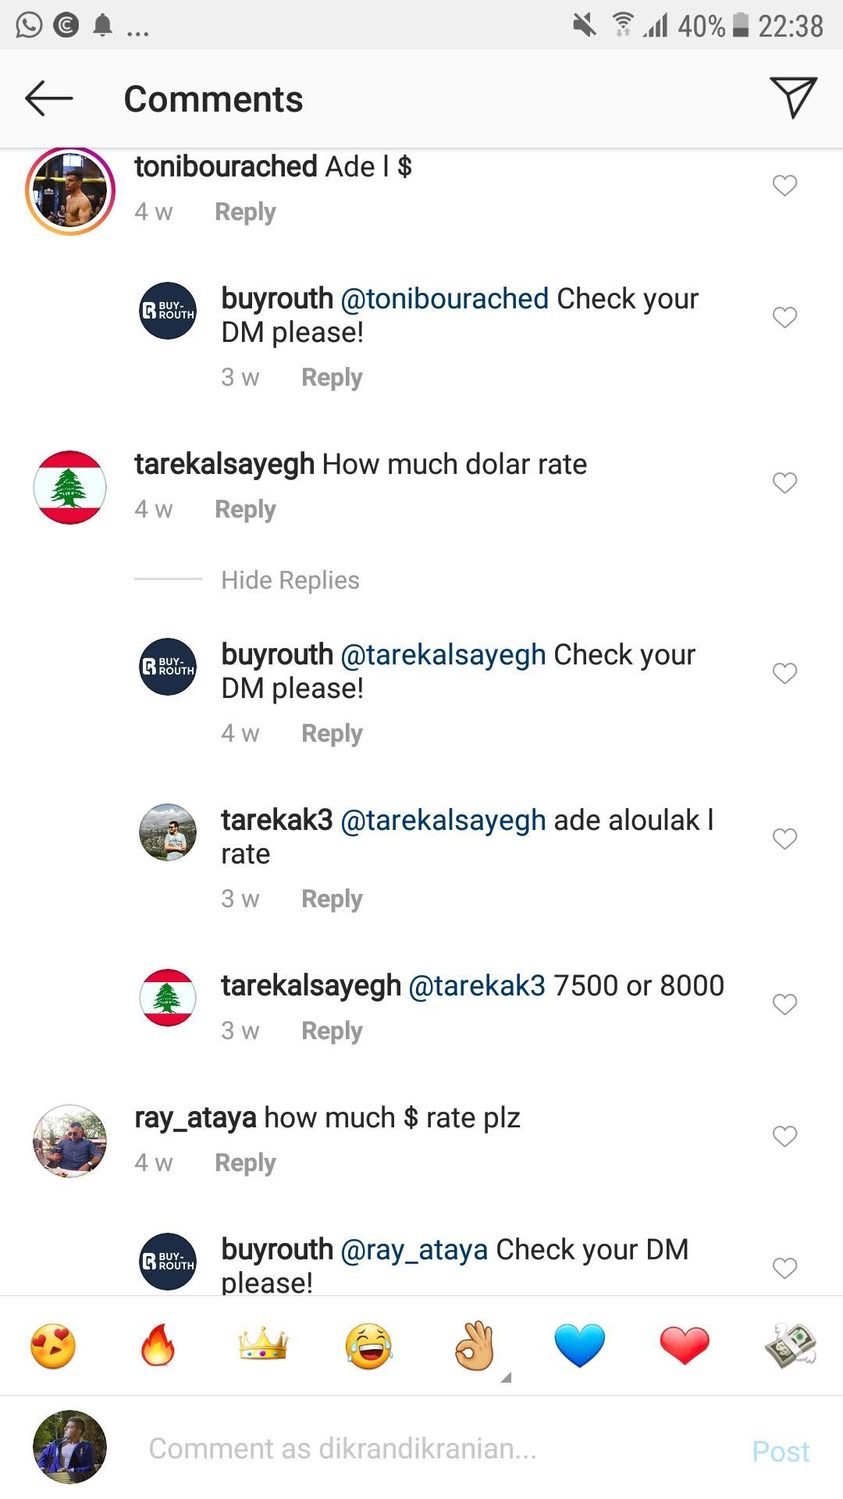 ... 40% 22:38
Comments
tonibourached Ade l $
4 w Reply
BUY-
ROUTH
buyrouth @tonibourached Check your
DM please!
3 w Reply
tarekalsayegh How much dolar rate
4 w Reply
Hide Replies
BUY-
ROUTH
buyrouth @tarekalsayegh Check your
DM please!
4 w Reply
tarekak3 @tarekalsayegh ade aloulak l
rate
3 w Reply
tarekalsayegh @tarekak3 7500 or 8000
3 w Reply
ray_ataya how much $ rate plz
4 w Reply
BUY-
ROUTH
buyrouth @ray_ataya Check your DM
please!
Comment as dikrandikranian... Post